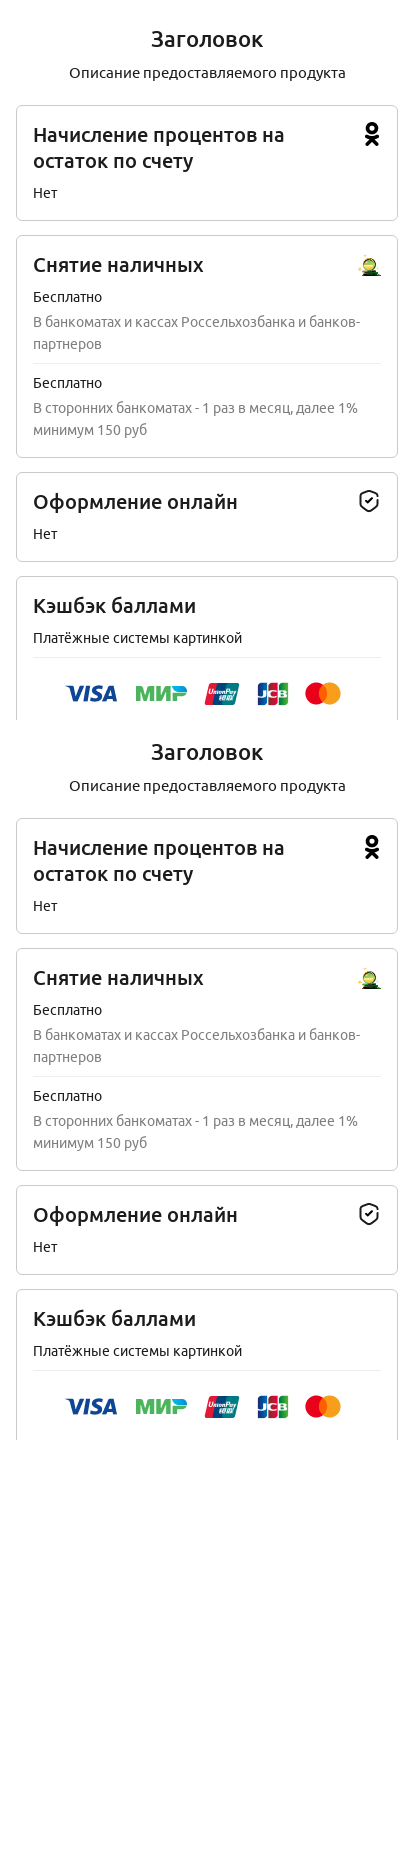 Заголовок
Описание предоставляемого продукта
Начисление процентов на
остаток по счету
Нет
Снятие наличных
Бесплатно
В банкоматах и кассах Россельхозбанка и банков-
партнеров
Бесплатно
В сторонних банкоматах - 1 раз в месяц, далее 1%
минимум 150 руб
Оформление онлайн
Нет
Кэшбэк баллами
Платёжные системы картинкой
VISA МИР UnionPay 银联 JCB
Заголовок
Описание предоставляемого продукта
Начисление процентов на
остаток по счету
Нет
Снятие наличных
Бесплатно
В банкоматах и кассах Россельхозбанка и банков-
партнеров
Бесплатно
В сторонних банкоматах - 1 раз в месяц, далее 1%
минимум 150 руб
Оформление онлайн
Нет
Кэшбэк баллами
Платёжные системы картинкой
VISA МИР UnionPay 银联 JCB